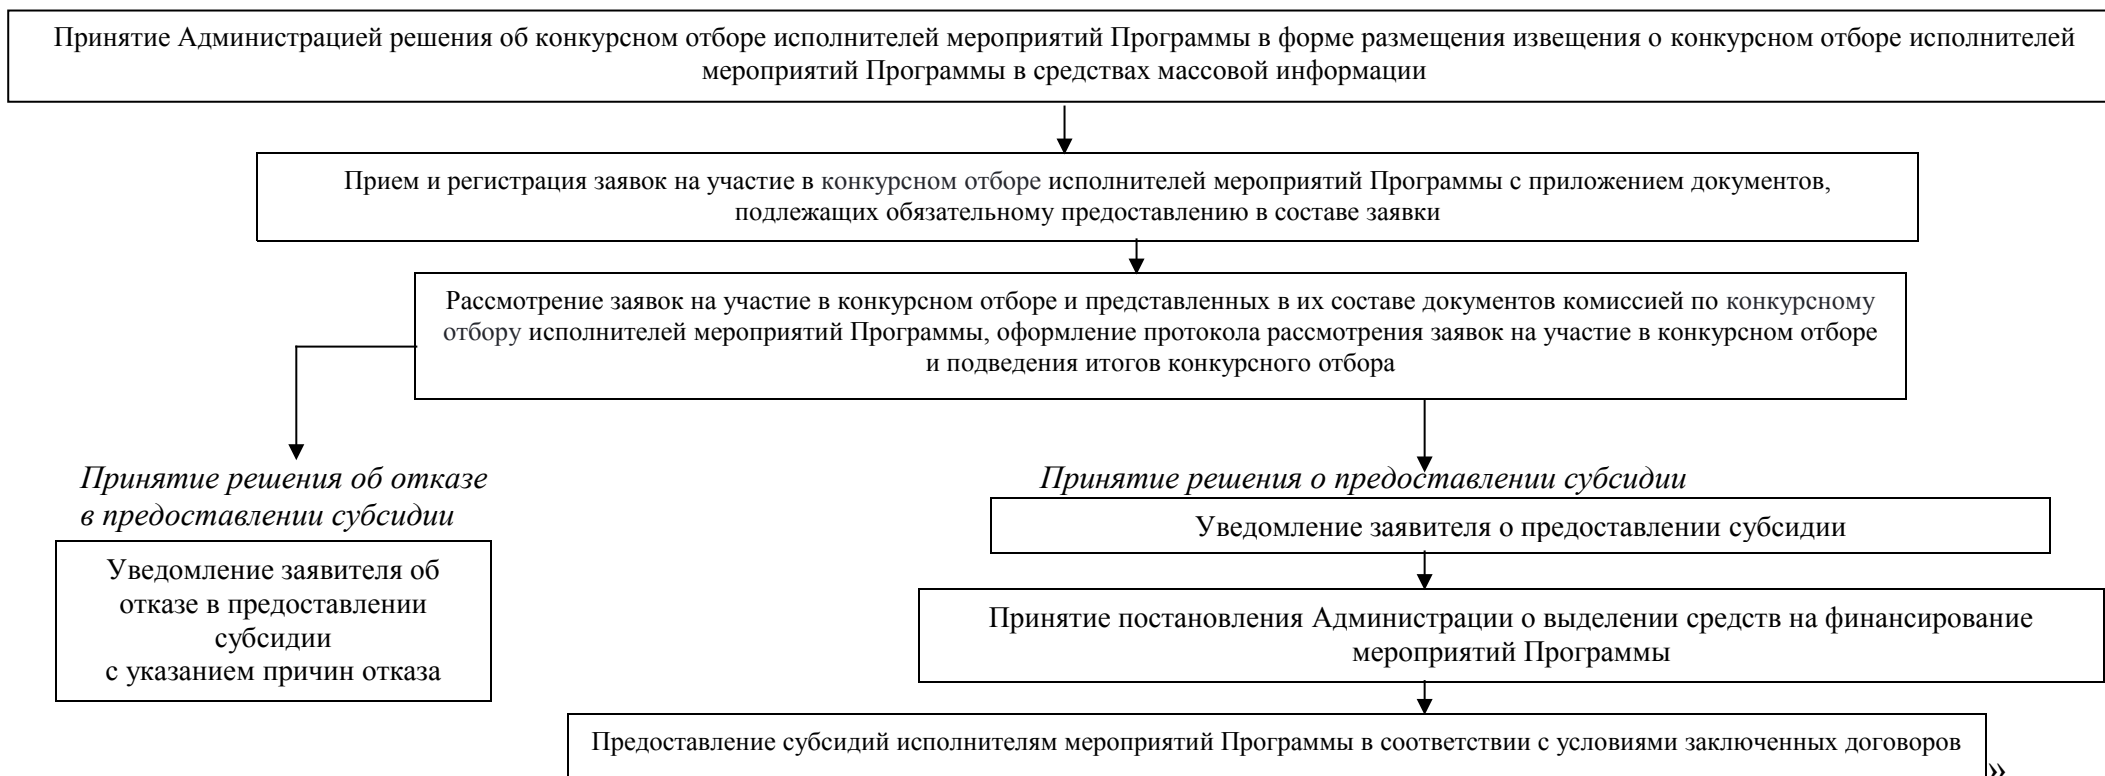 Принятие Администрацией решения об конкурсном отборе исполнителей мероприятий Программы в форме размещения извещения о конкурсном отборе исполнителей
мероприятий Программы в средствах массовой информации
Прием и регистрация заявок на участие в конкурсном отборе исполнителей мероприятий Программы с приложением документов,
подлежащих обязательному предоставлению в составе заявки
Рассмотрение заявок на участие в конкурсном отборе и представленных в их составе документов комиссией по конкурсному
отбору исполнителей мероприятий Программы, оформление протокола рассмотрения заявок на участие в конкурсном отборе
и подведения итогов конкурсного отбора
Принятие решения об отказе
в предоставлении субсидии
Уведомление заявителя об
отказе в предоставлении
субсидии
с указанием причин отказа
Принятие решения о предоставлении субсидии
Уведомление заявителя о предоставлении субсидии
Принятие постановления Администрации о выделении средств на финансирование
мероприятий Программы
Предоставление субсидий исполнителям мероприятий Программы в соответствии с условиями заключенных договоров
»